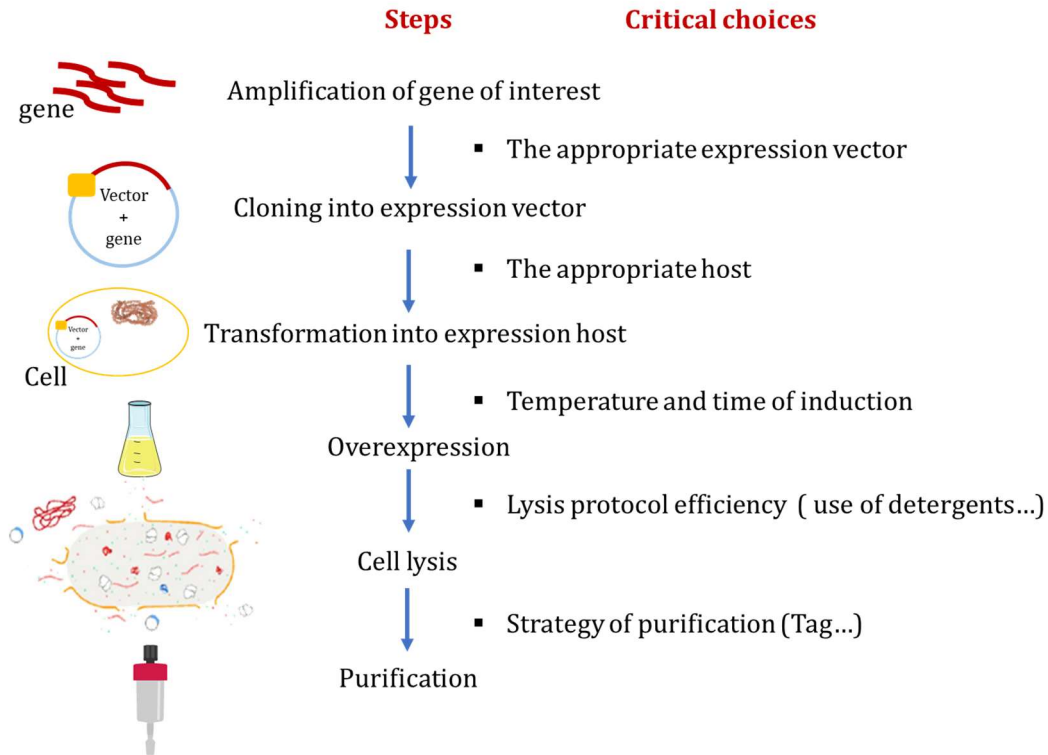 Steps
Critical choices
gene
Amplification of gene of interest
▪ The appropriate expression vector
Vector
+
gene
Cloning into expression vector
▪ The appropriate host
Vector
+
gene
Transformation into expression host
Cell
▪ Temperature and time of induction
Overexpression
▪ Lysis protocol efficiency ( use of detergents...)
Cell lysis
▪ Strategy of purification (Tag...)
Purification